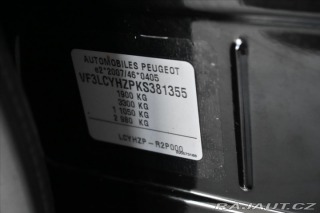 AUTOMOBILES PEUGEOT
e2*2007/46*0405
VF3LCYHZPKS381355
1900 KG
3300 KG
1 1050 KG
2 980 KG
LCYHZP - R2P000
RAJAUT.CZ